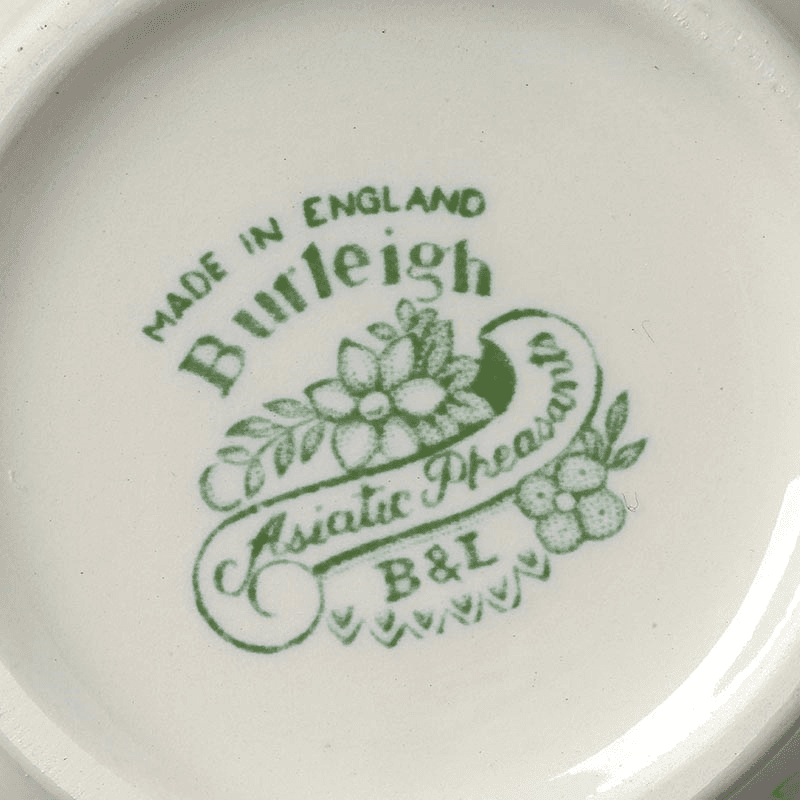 MADE IN ENGLAND
Burleigh
Asiatic Pheasants
B&L